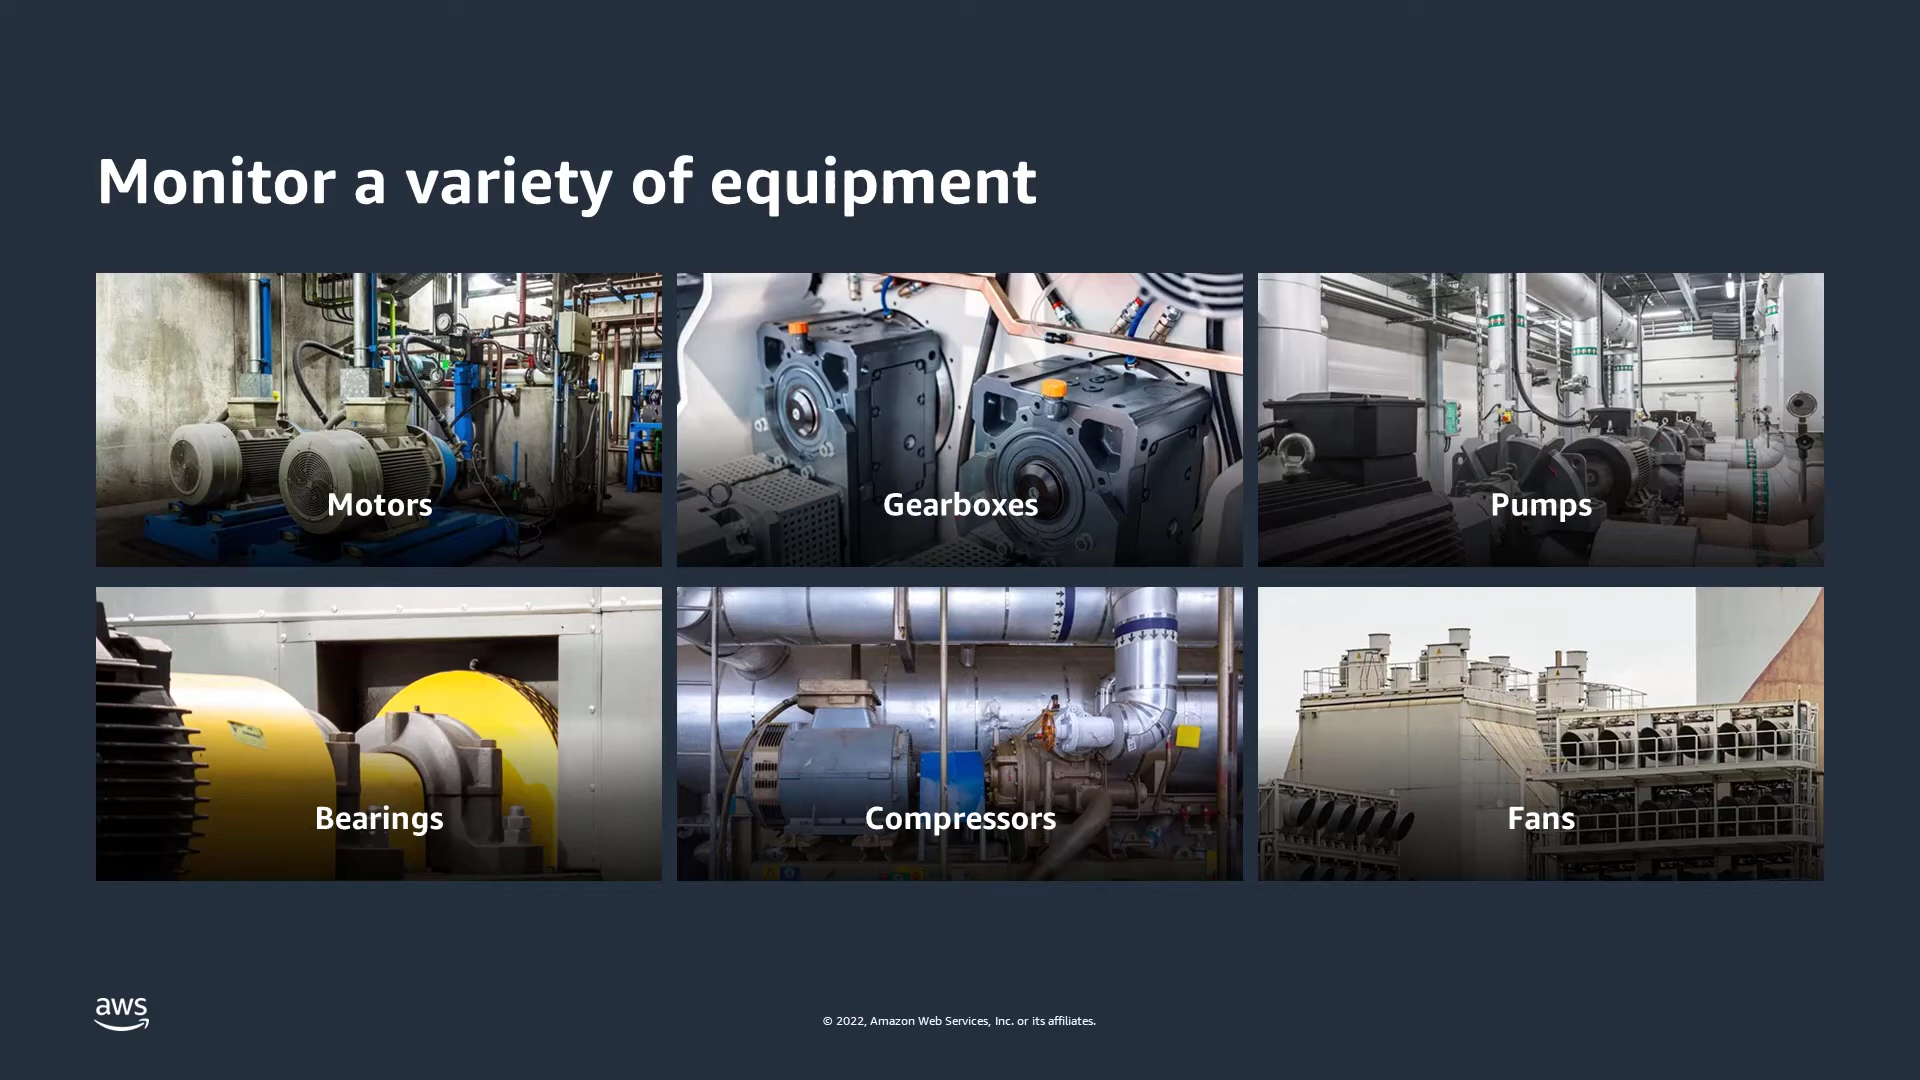 Monitor a variety of equipment
Motors
Gearboxes
Pumps
Bearings
Compressors
Fans
aws
© 2022, Amazon Web Services, Inc. or its affiliates.